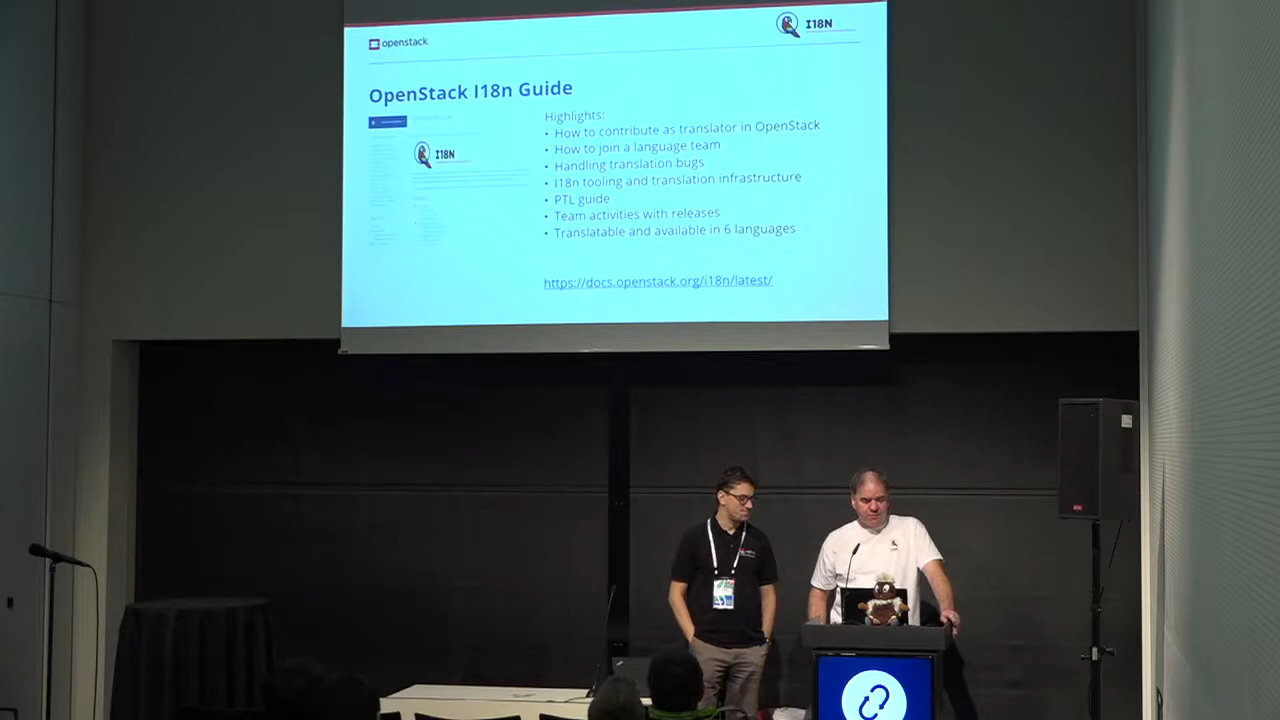 openstack.
I18N
OpenStack I18n Guide
I18N
Highlights:
• How to contribute as translator in OpenStack
• How to join a language team
• Handling translation bugs
• I18n tooling and translation infrastructure
• PTL guide
• Team activities with releases
• Translatable and available in 6 languages
https://docs.openstack.org/i18n/latest/